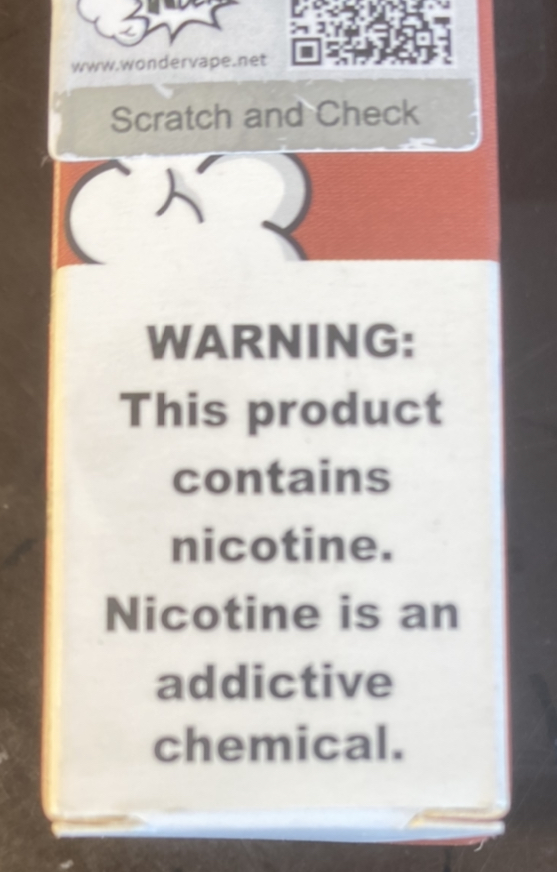 www.wondervape.net
Scratch and Check
WARNING:
This product
contains
nicotine.
Nicotine is an
addictive
chemical.